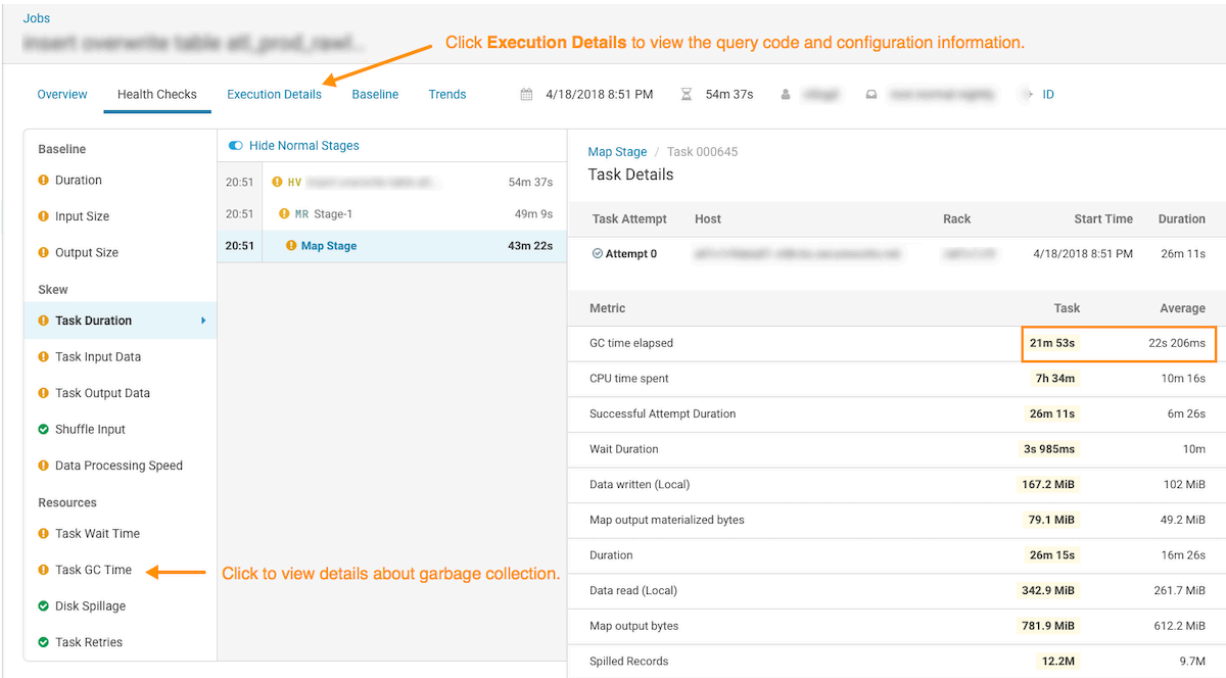 Jobs
Click Execution Details to view the query code and configuration information.
Overview Health Checks Execution Details Baseline Trends 4/18/2018 8:51 PM 54m 37s ID
Baseline
Duration
Input Size
Output Size
Skew
Task Duration
Task Input Data
Task Output Data
Shuffle Input
Data Processing Speed
Resources
Task Wait Time
Task GC Time
Disk Spillage
Task Retries
Click to view details about garbage collection.
Hide Normal Stages
20:51 HV 54m 37s
20:51 MR Stage-1 49m 9s
20:51 Map Stage 43m 22s
Map Stage / Task 000645
Task Details
Task Attempt Host Rack Start Time Duration
Attempt 0 4/18/2018 8:51 PM 26m 11s
Metric Task Average
GC time elapsed 21m 53s 22s 206ms
CPU time spent 7h 34m 10m 16s
Successful Attempt Duration 26m 11s 6m 26s
Wait Duration 3s 985ms 10m
Data written (Local) 167.2 MiB 102 MiB
Map output materialized bytes 79.1 MiB 49.2 MiB
Duration 26m 15s 16m 26s
Data read (Local) 342.9 MiB 261.7 MiB
Map output bytes 781.9 MiB 612.2 MiB
Spilled Records 12.2M 9.7M